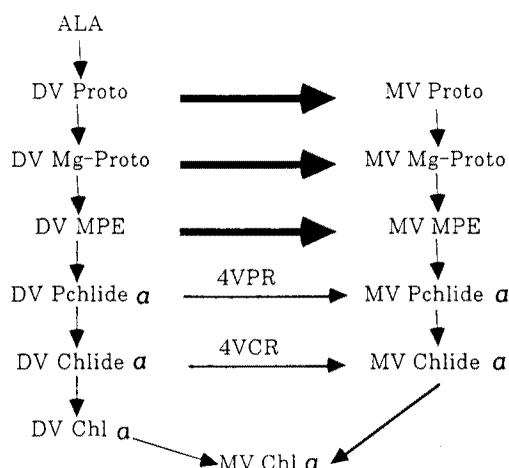 ALA
DV Proto MV Proto
DV Mg-Proto MV Mg-Proto
DV MPE MV MPE
DV Pchlide a 4VPR MV Pchlide a
DV Chlide a 4VCR MV Chlide a
DV Chl a
MV Chl a